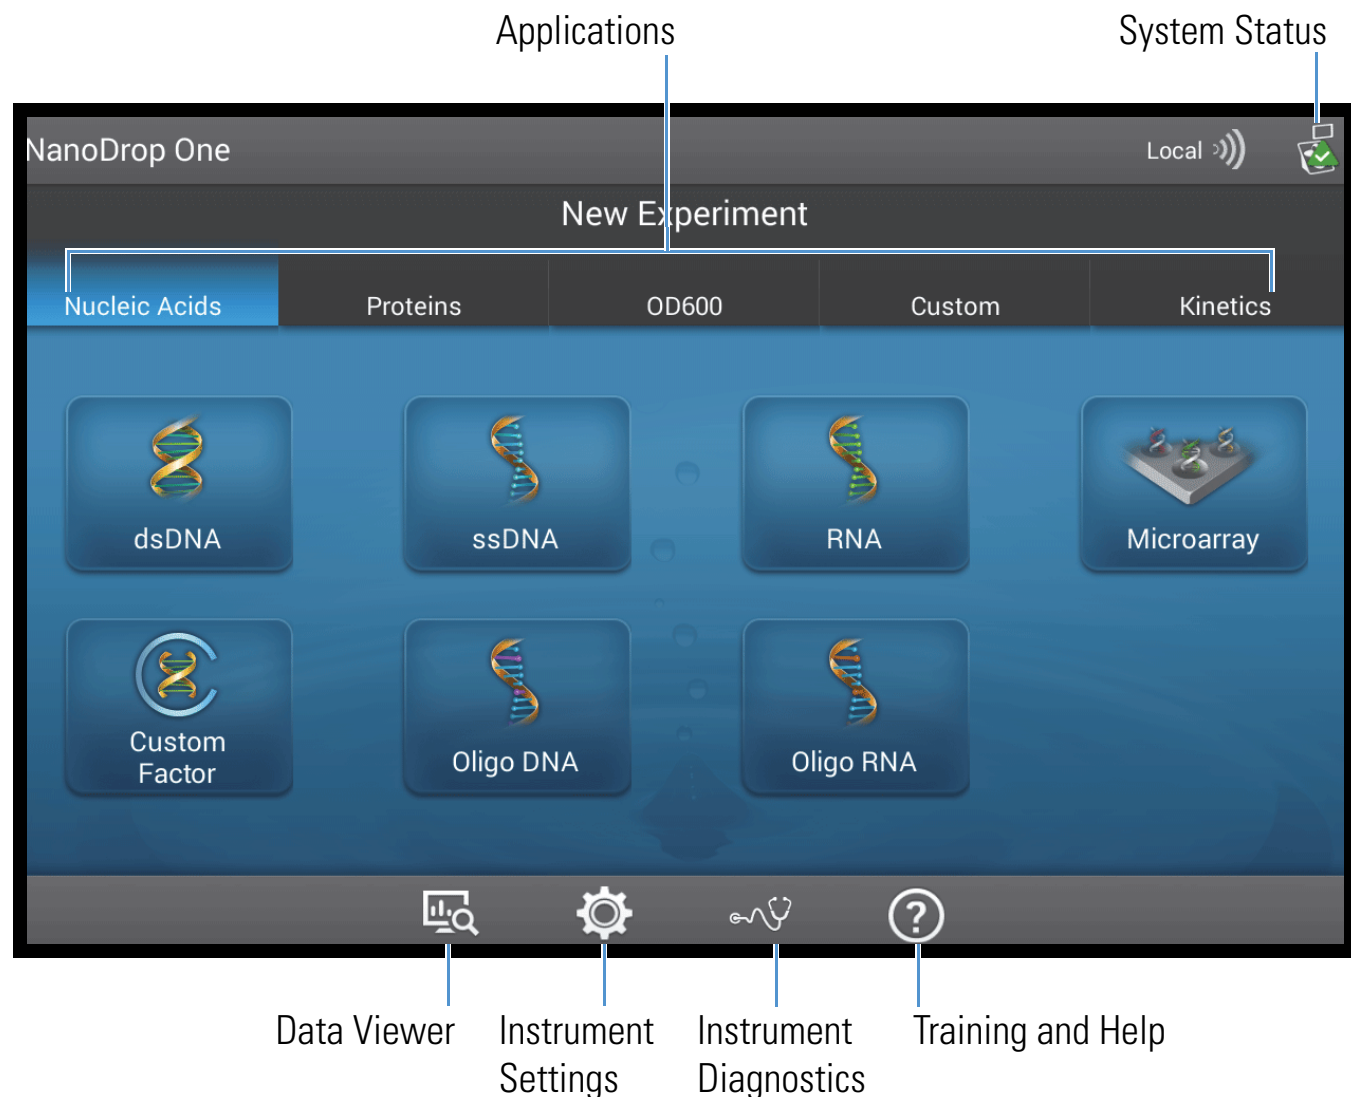 Applications
System Status
NanoDrop One
Local
New Experiment
Nucleic Acids
Proteins
OD600
Custom
Kinetics
dsDNA
ssDNA
RNA
Microarray
Custom
Factor
Oligo DNA
Oligo RNA
?
Data Viewer
Instrument
Settings
Instrument
Diagnostics
Training and Help